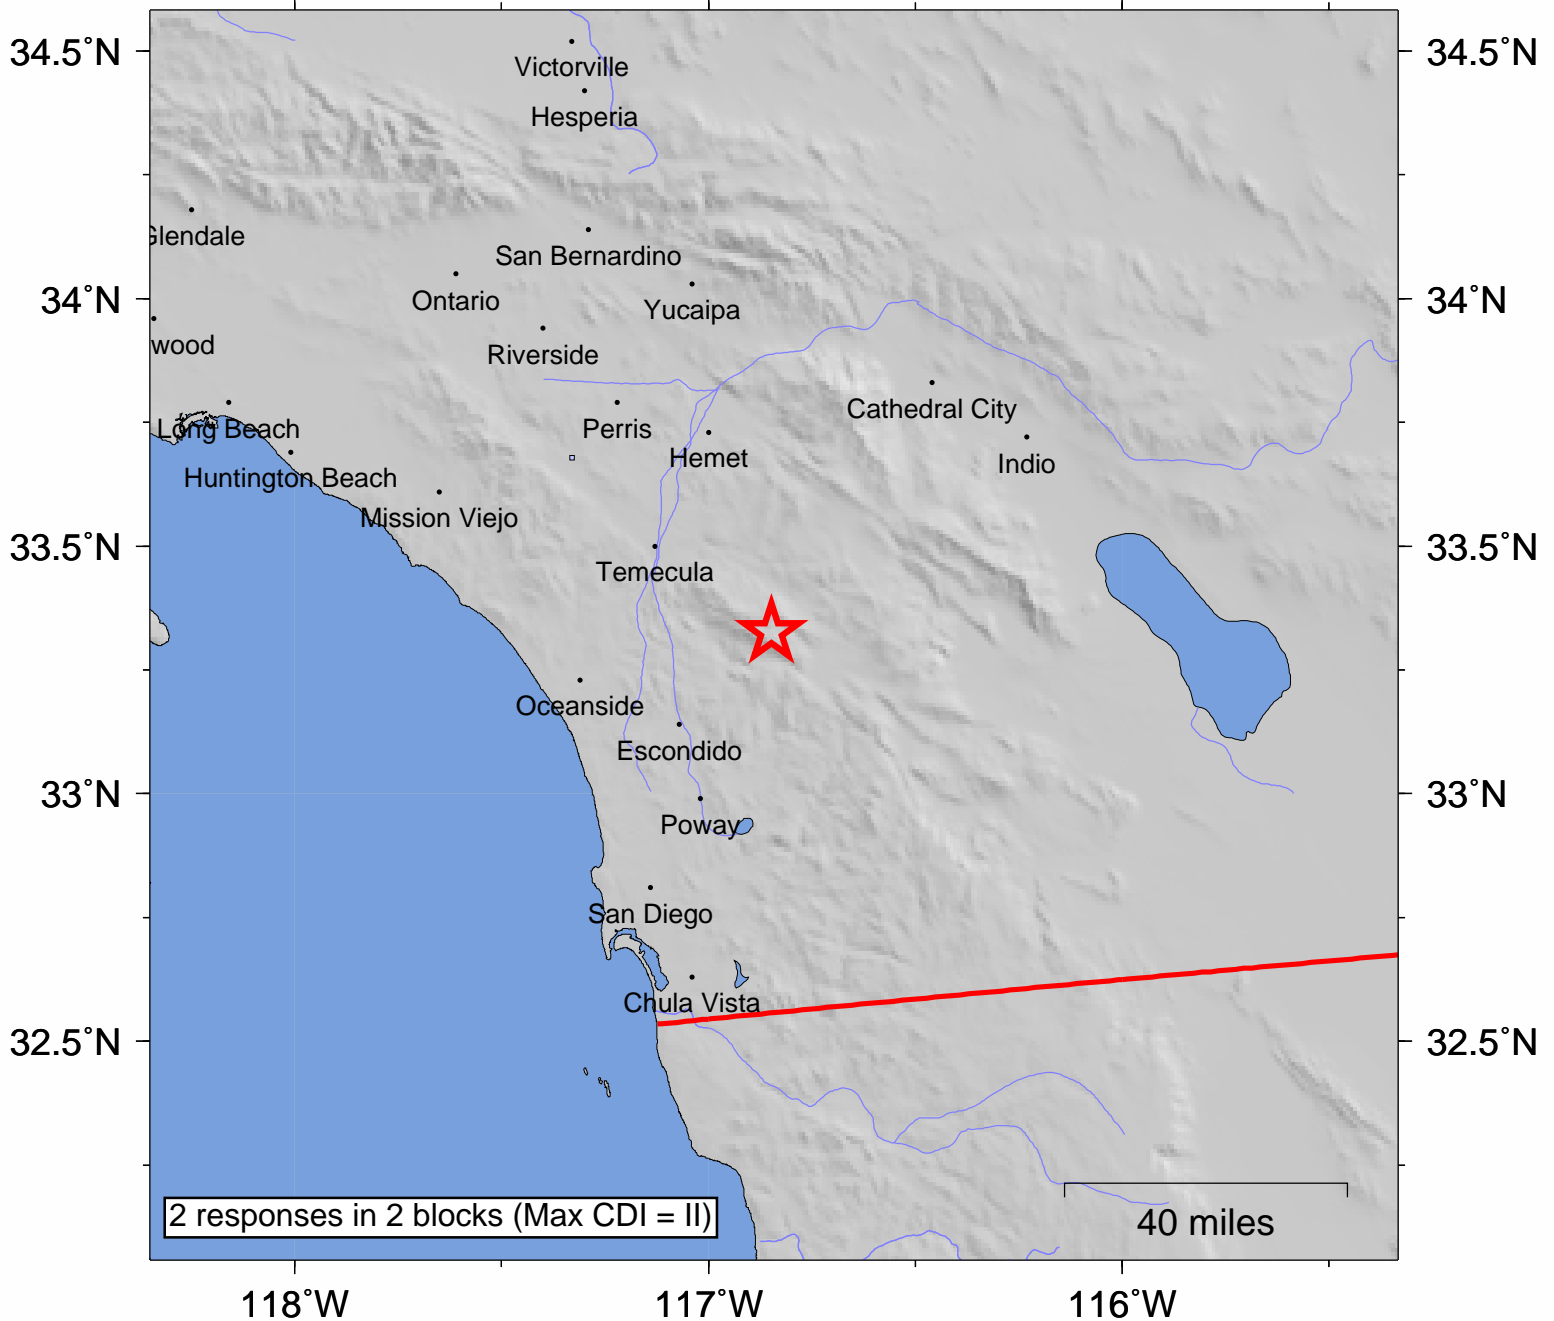 34.5°N
34.5°N
Victorville
Hesperia
Glendale
San Bernardino
34°N
Ontario
Yucaipa
34°N
wood
Riverside
Cathedral City
Long Beach
Perris
Hemet
Indio
Huntington Beach
Mission Viejo
33.5°N
33.5°N
Temecula
Oceanside
Escondido
33°N
33°N
Poway
San Diego
Chula Vista
32.5°N
32.5°N
2 responses in 2 blocks (Max CDI = II)
40 miles
118°W
117°W
116°W